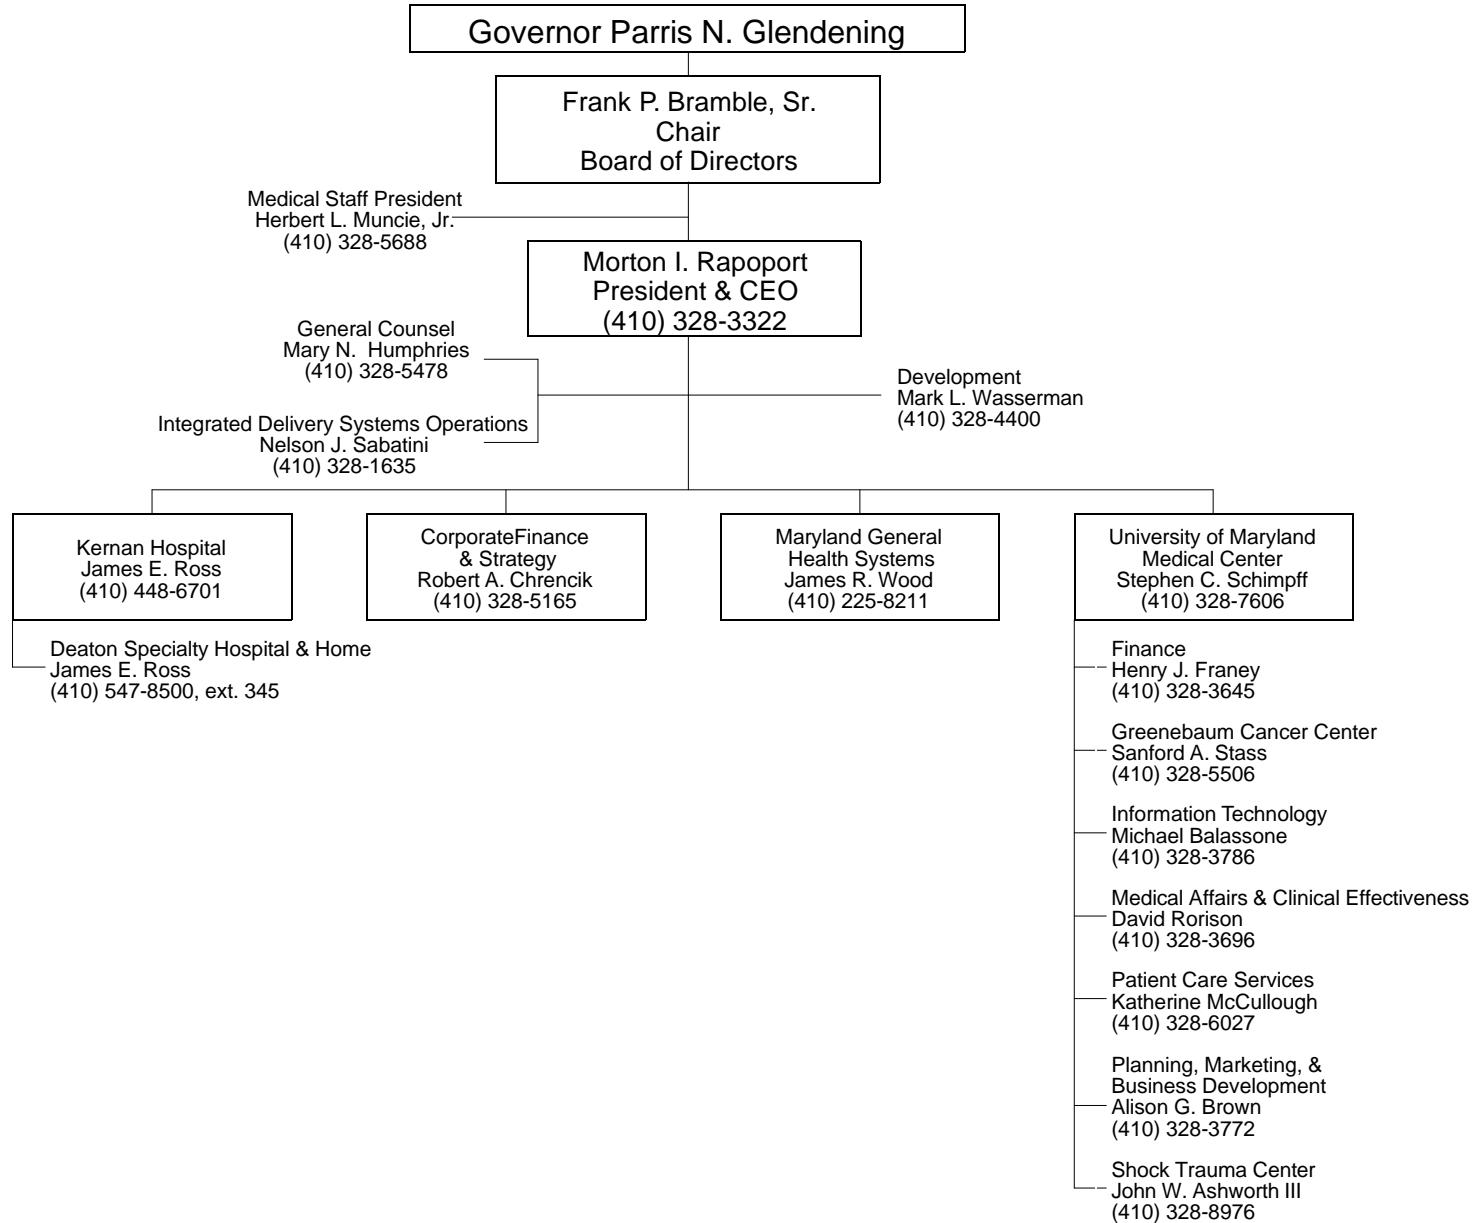 Governor Parris N. Glendening
Frank P. Bramble, Sr.
Chair
Board of Directors
Medical Staff President
Herbert L. Muncie, Jr.
(410) 328-5688
Morton I. Rapoport
President & CEO
(410) 328-3322
General Counsel
Mary N. Humphries
(410) 328-5478
Development
Mark L. Wasserman
(410) 328-4400
Integrated Delivery Systems Operations
Nelson J. Sabatini
(410) 328-1635
Kernan Hospital
James E. Ross
(410) 448-6701
CorporateFinance
& Strategy
Robert A. Chrencik
(410) 328-5165
Maryland General
Health Systems
James R. Wood
(410) 225-8211
University of Maryland
Medical Center
Stephen C. Schimpff
(410) 328-7606
Deaton Specialty Hospital & Home
James E. Ross
(410) 547-8500, ext. 345
Finance
Henry J. Franey
(410) 328-3645
Greenebaum Cancer Center
Sanford A. Stass
(410) 328-5506
Information Technology
Michael Balassone
(410) 328-3786
Medical Affairs & Clinical Effectiveness
David Rorison
(410) 328-3696
Patient Care Services
Katherine McCullough
(410) 328-6027
Planning, Marketing, &
Business Development
Alison G. Brown
(410) 328-3772
Shock Trauma Center
John W. Ashworth III
(410) 328-8976